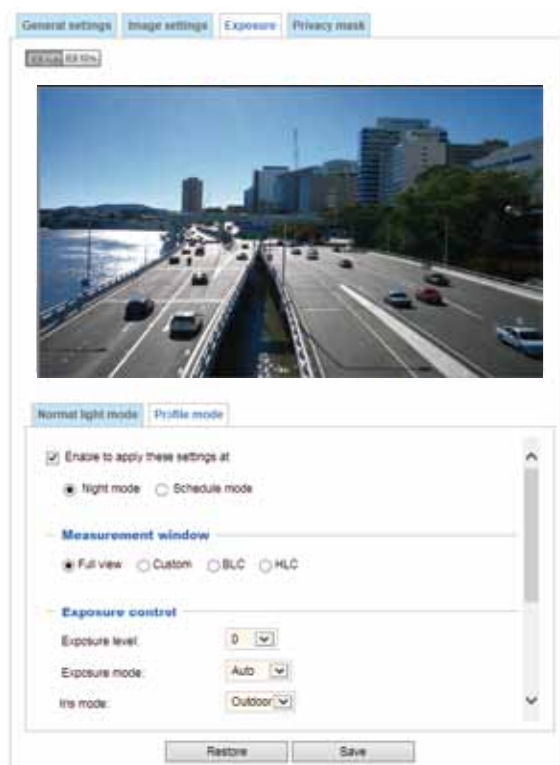 General settings Image settings Exposure Privacy mask
Normal light mode Profile mode
Enable to apply these settings at
Night mode Schedule mode
Measurement window
Full view Custom BLC HLC
Exposure control
Exposure level: 0
Exposure mode: Auto
Iris mode: Outdoor
Restore Save